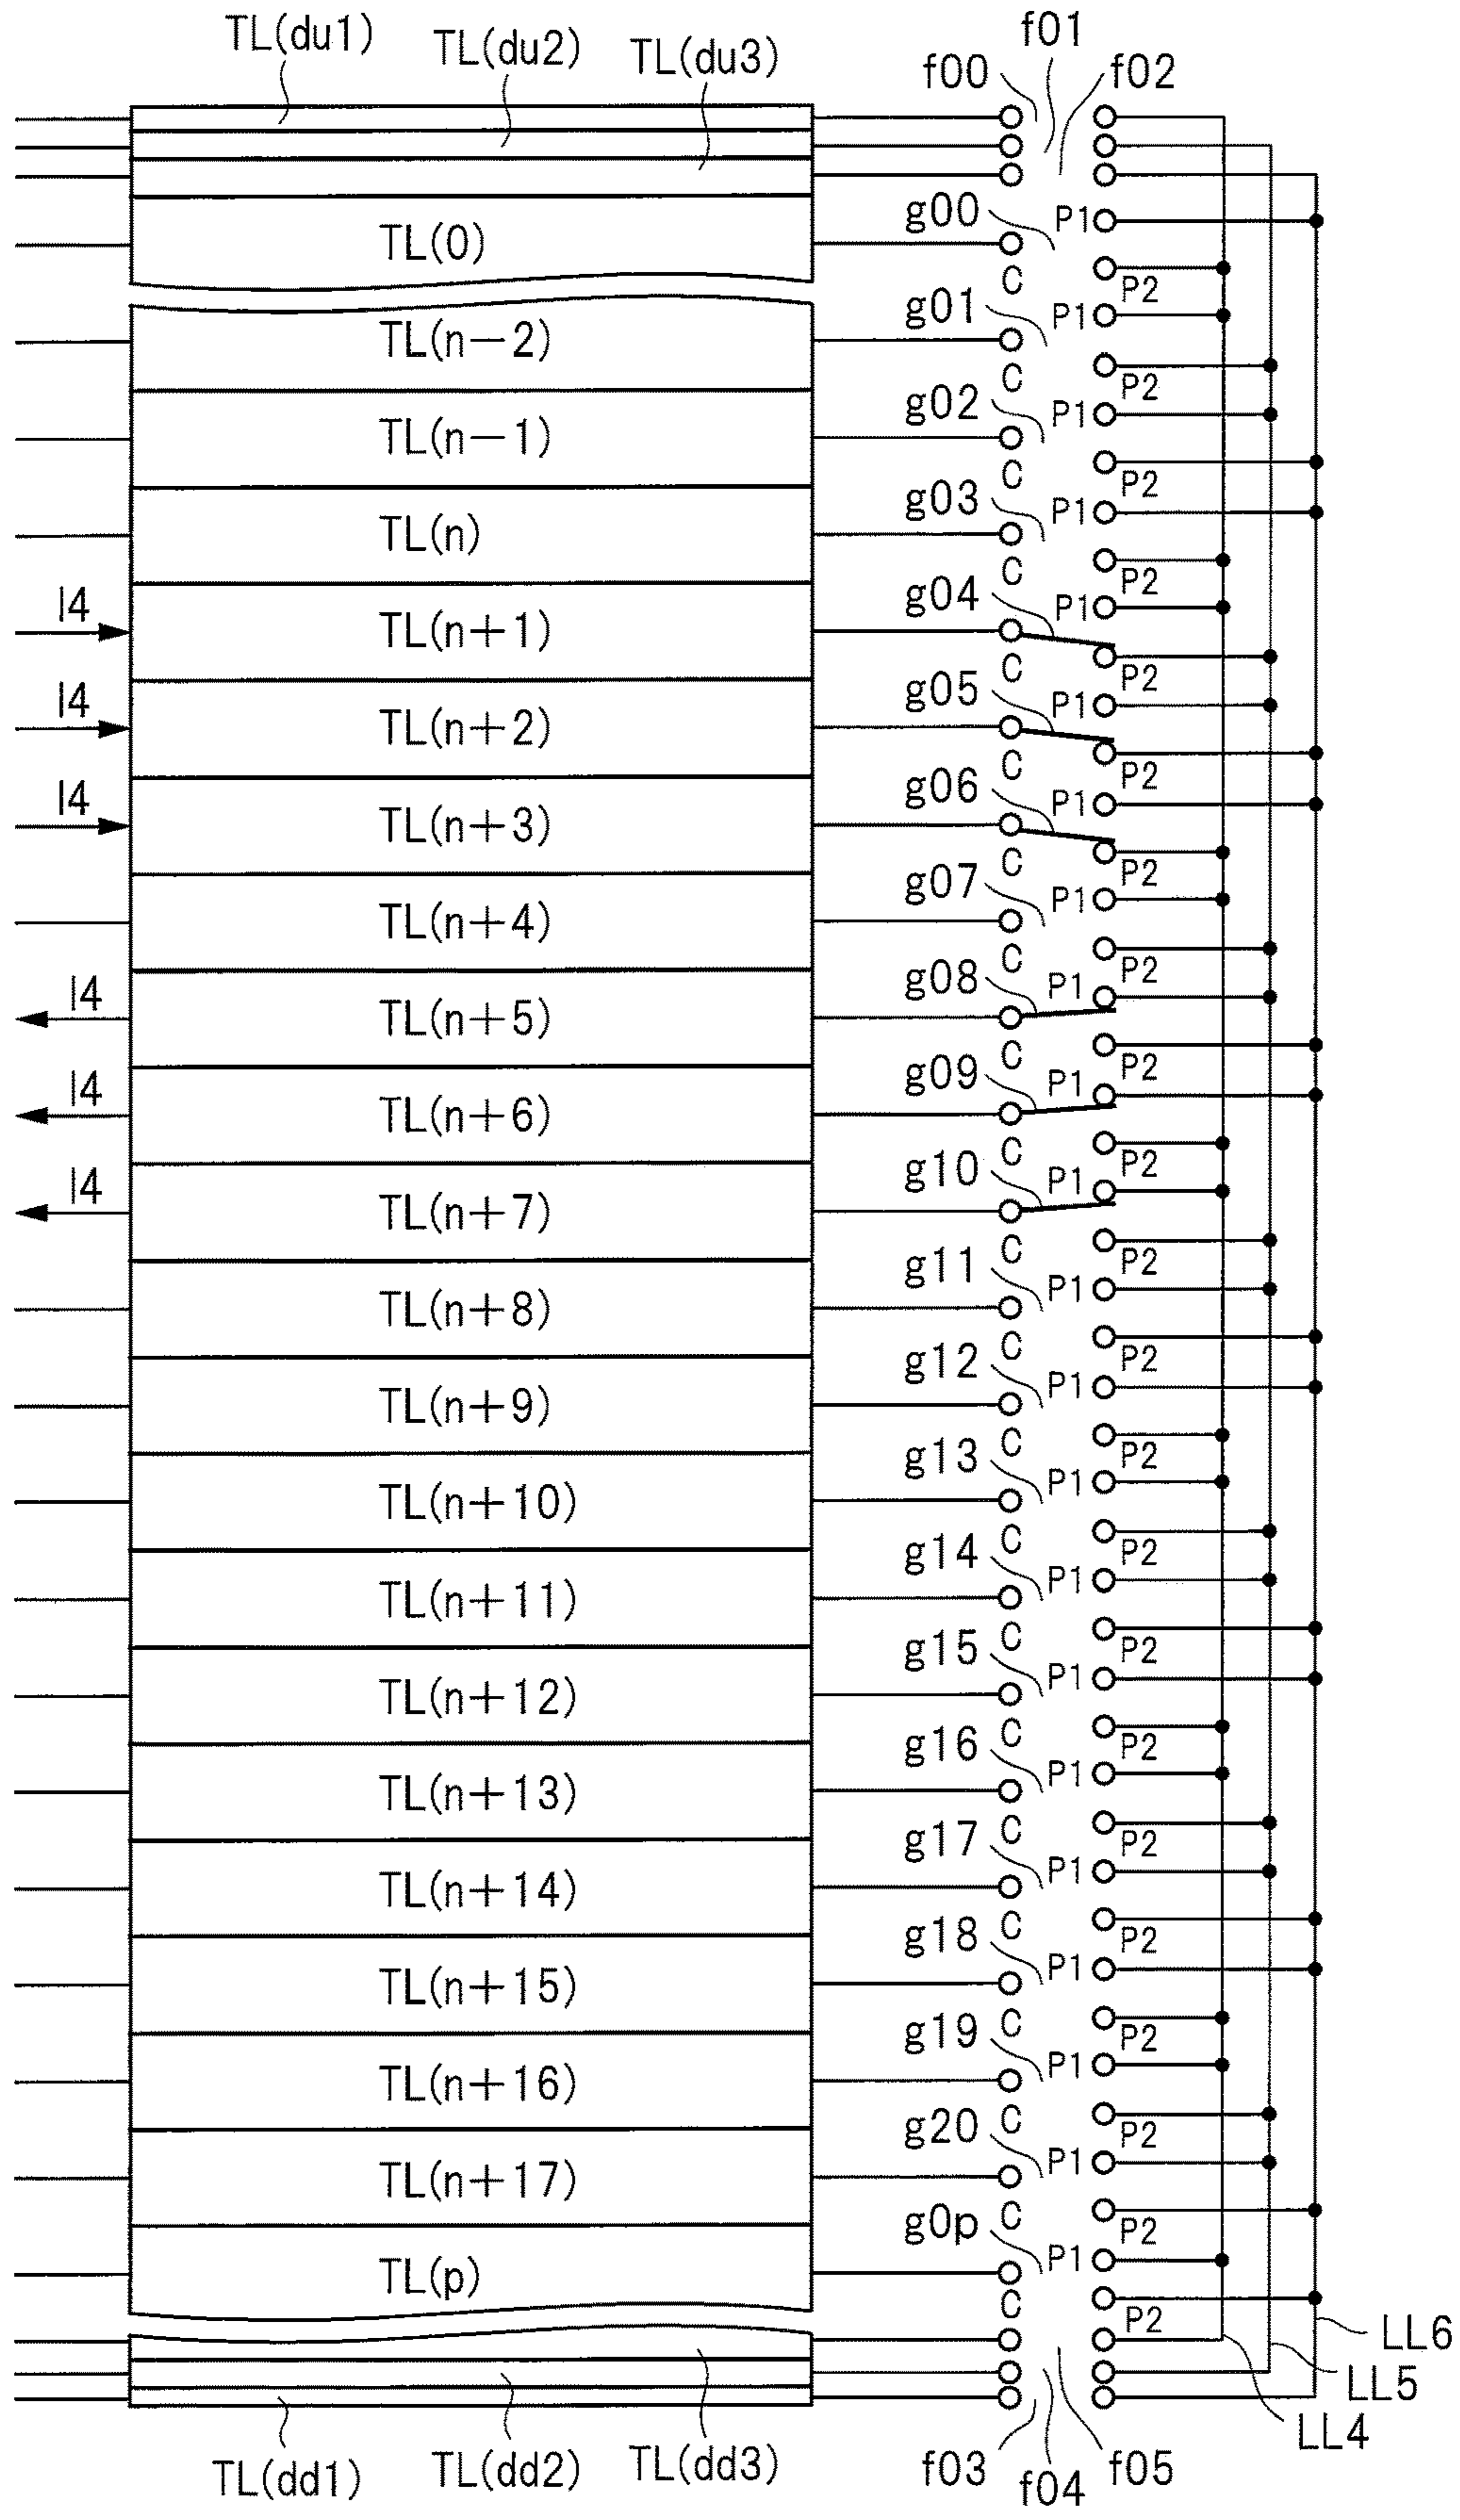 f01
TL(du1) TL(du2) TL(du3) f00 f02
g00 P1
TL(0)
C P2
g01 P1
TL(n−2)
C P2
g02 P1
TL(n−1)
C P2
g03 P1
TL(n)
C P2
I4 g04 P1
TL(n+1)
C P2
I4 g05 P1
TL(n+2)
C P2
I4 g06 P1
TL(n+3)
C P2
g07 P1
TL(n+4)
C P2
I4 g08 P1
TL(n+5)
C P2
I4 g09 P1
TL(n+6)
C P2
I4 g10 P1
TL(n+7)
C P2
g11 P1
TL(n+8)
C P2
g12 P1
TL(n+9)
C P2
g13 P1
TL(n+10)
C P2
g14 P1
TL(n+11)
C P2
g15 P1
TL(n+12)
C P2
g16 P1
TL(n+13)
C P2
g17 P1
TL(n+14)
C P2
g18 P1
TL(n+15)
C P2
g19 P1
TL(n+16)
C P2
g20 P1
TL(n+17)
C P2
g0p P1
TL(p)
C P2
LL6
LL5
LL4
TL(dd1) TL(dd2) TL(dd3) f03 f04 f05